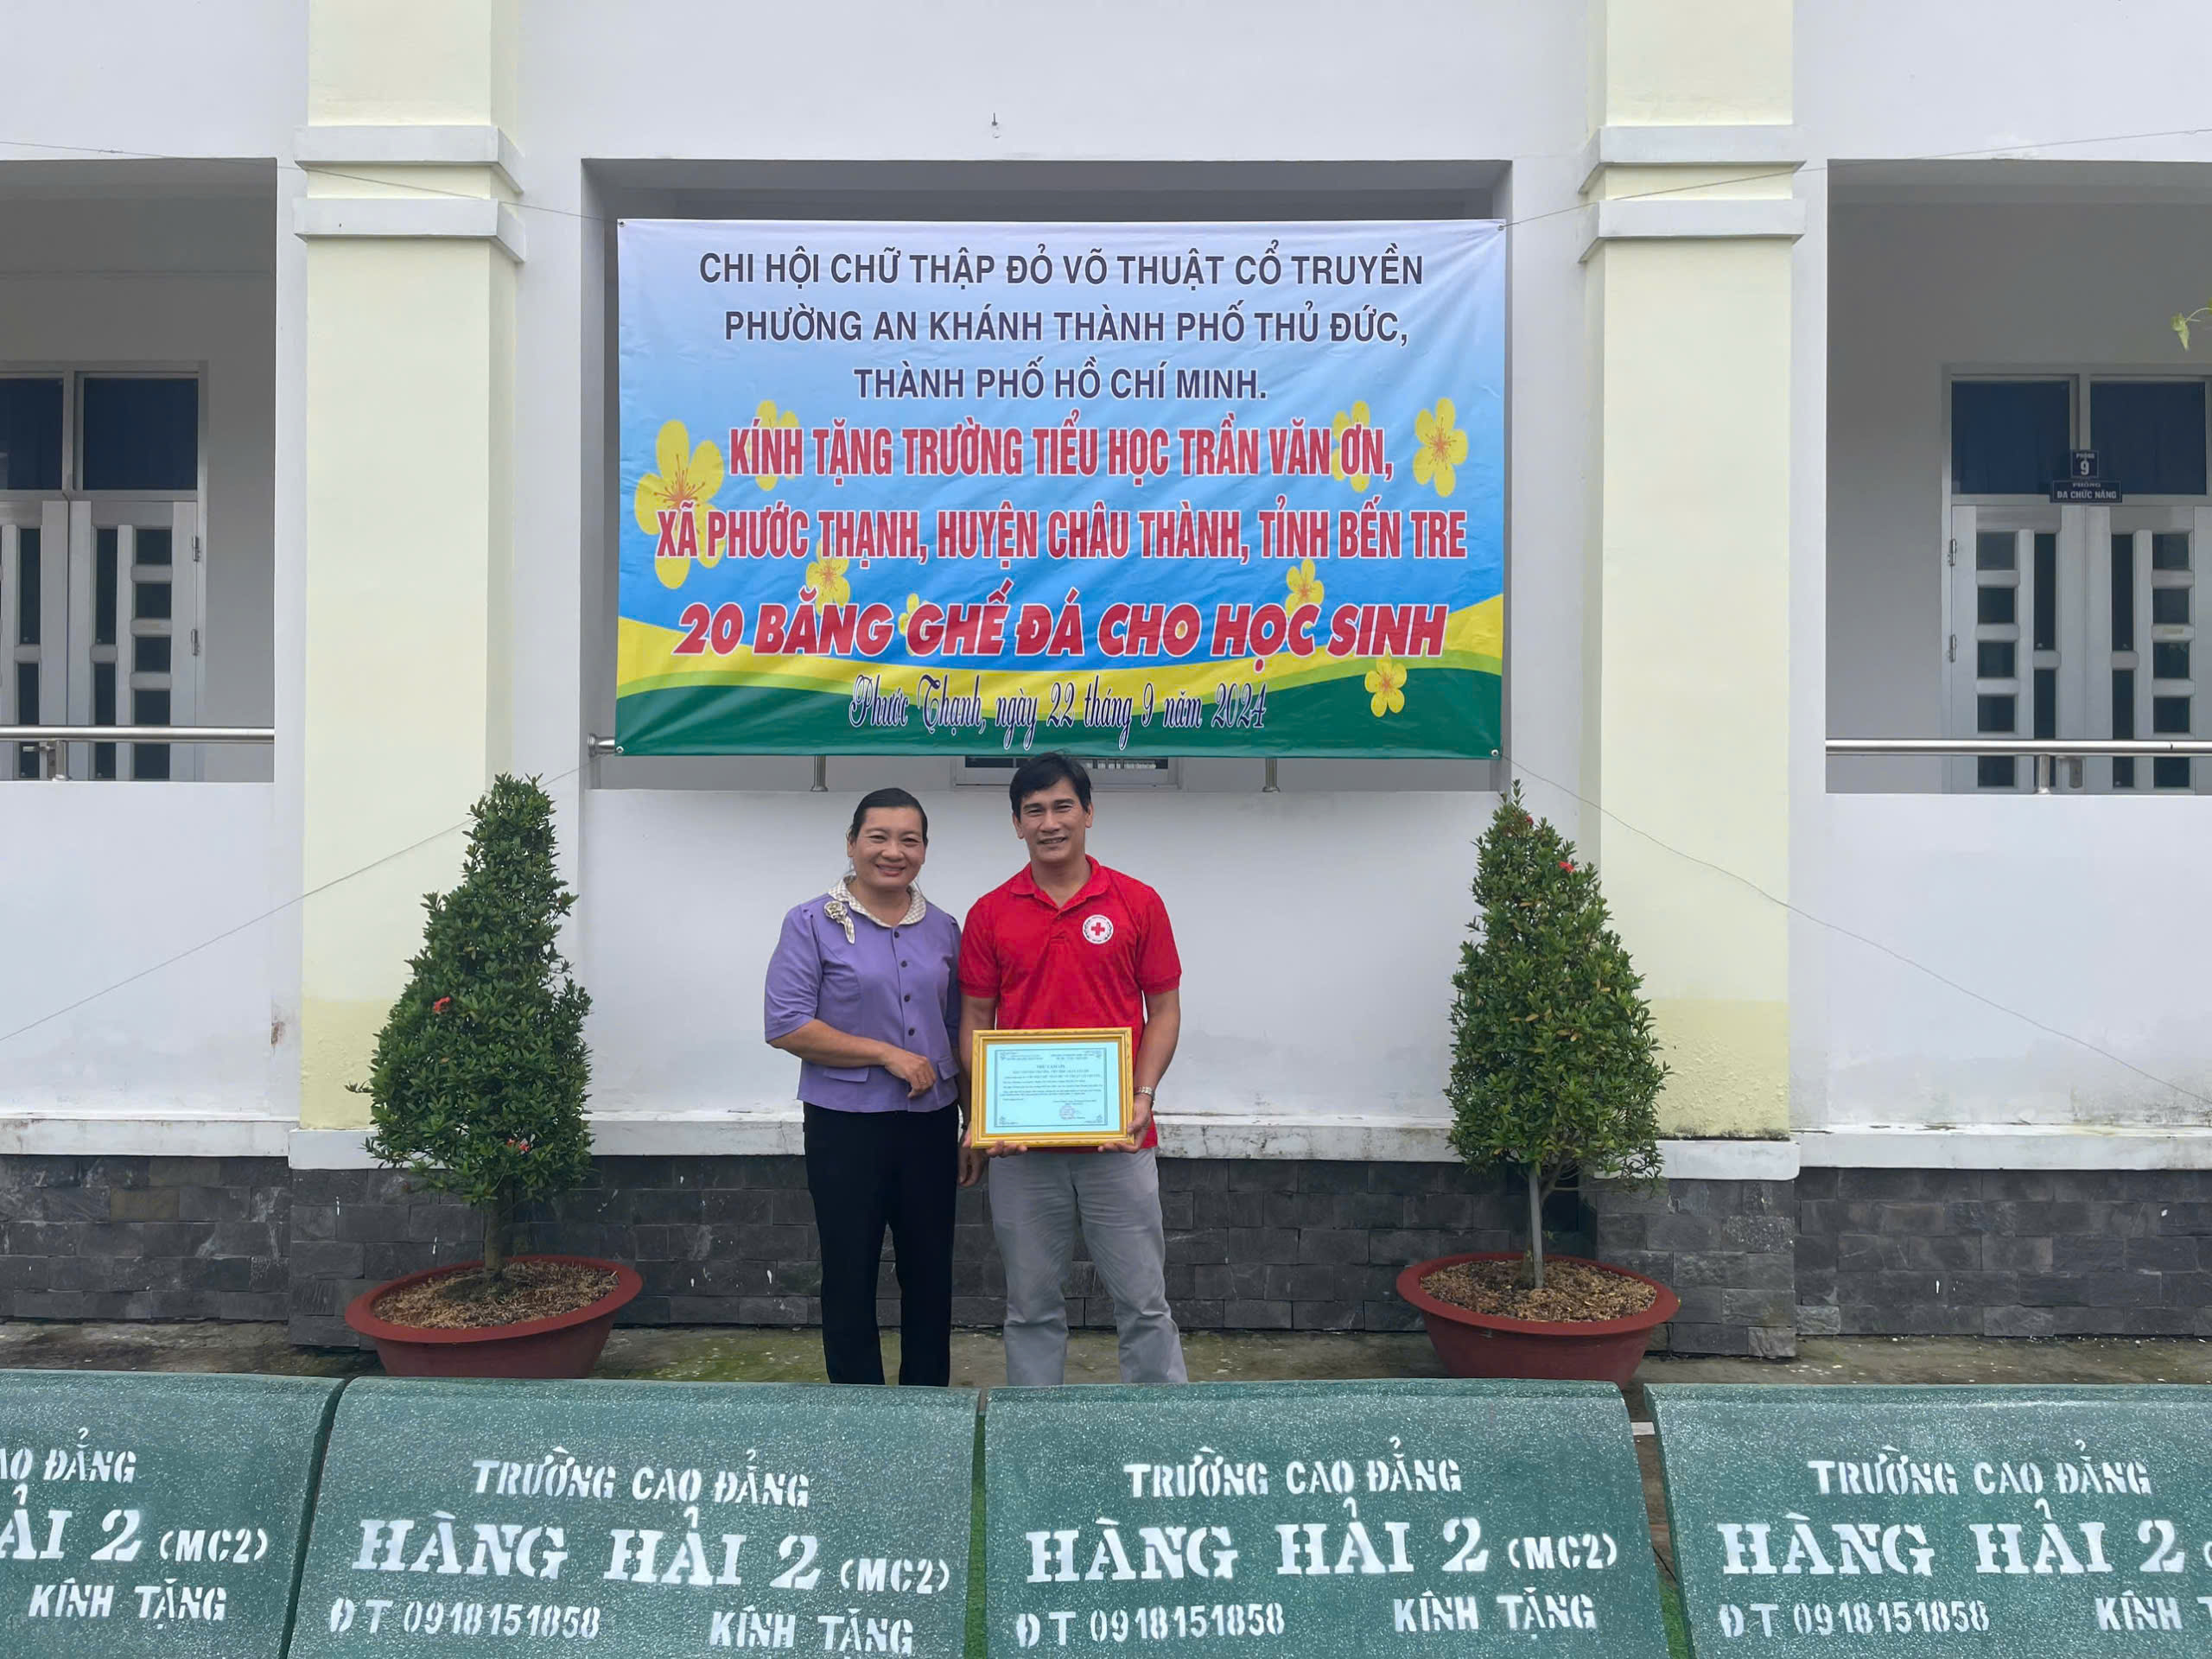 CHI HỘI CHỮ THẬP ĐỎ VÕ THUẬT CỔ TRUYỀN
PHƯỜNG AN KHÁNH THÀNH PHỐ THỦ ĐỨC,
THÀNH PHỐ HỒ CHÍ MINH.
KÍNH TẶNG TRƯỜNG TIỂU HỌC TRẦN VĂN ƠN,
XÃ PHƯỚC THẠNH, HUYỆN CHÂU THÀNH, TỈNH BẾN TRE
20 BĂNG GHẾ ĐÁ CHO HỌC SINH
Phước Thạnh, ngày 22 tháng 9 năm 2024
PHÒNG
9
PHÒNG
ĐA CHỨC NĂNG
ĐẲNG
2 (MC2)
KÍNH TẶNG
TRƯỜNG CAO ĐẲNG
HÀNG HẢI 2 (MC2)
ĐT 0918151858 KÍNH TẶNG
TRƯỜNG CAO ĐẲNG
HÀNG HẢI 2 (MC2)
ĐT 0918151858 KÍNH TẶNG
TRƯỜNG CAO ĐẲNG
HÀNG HẢI 2
ĐT 0918151858 KÍNH